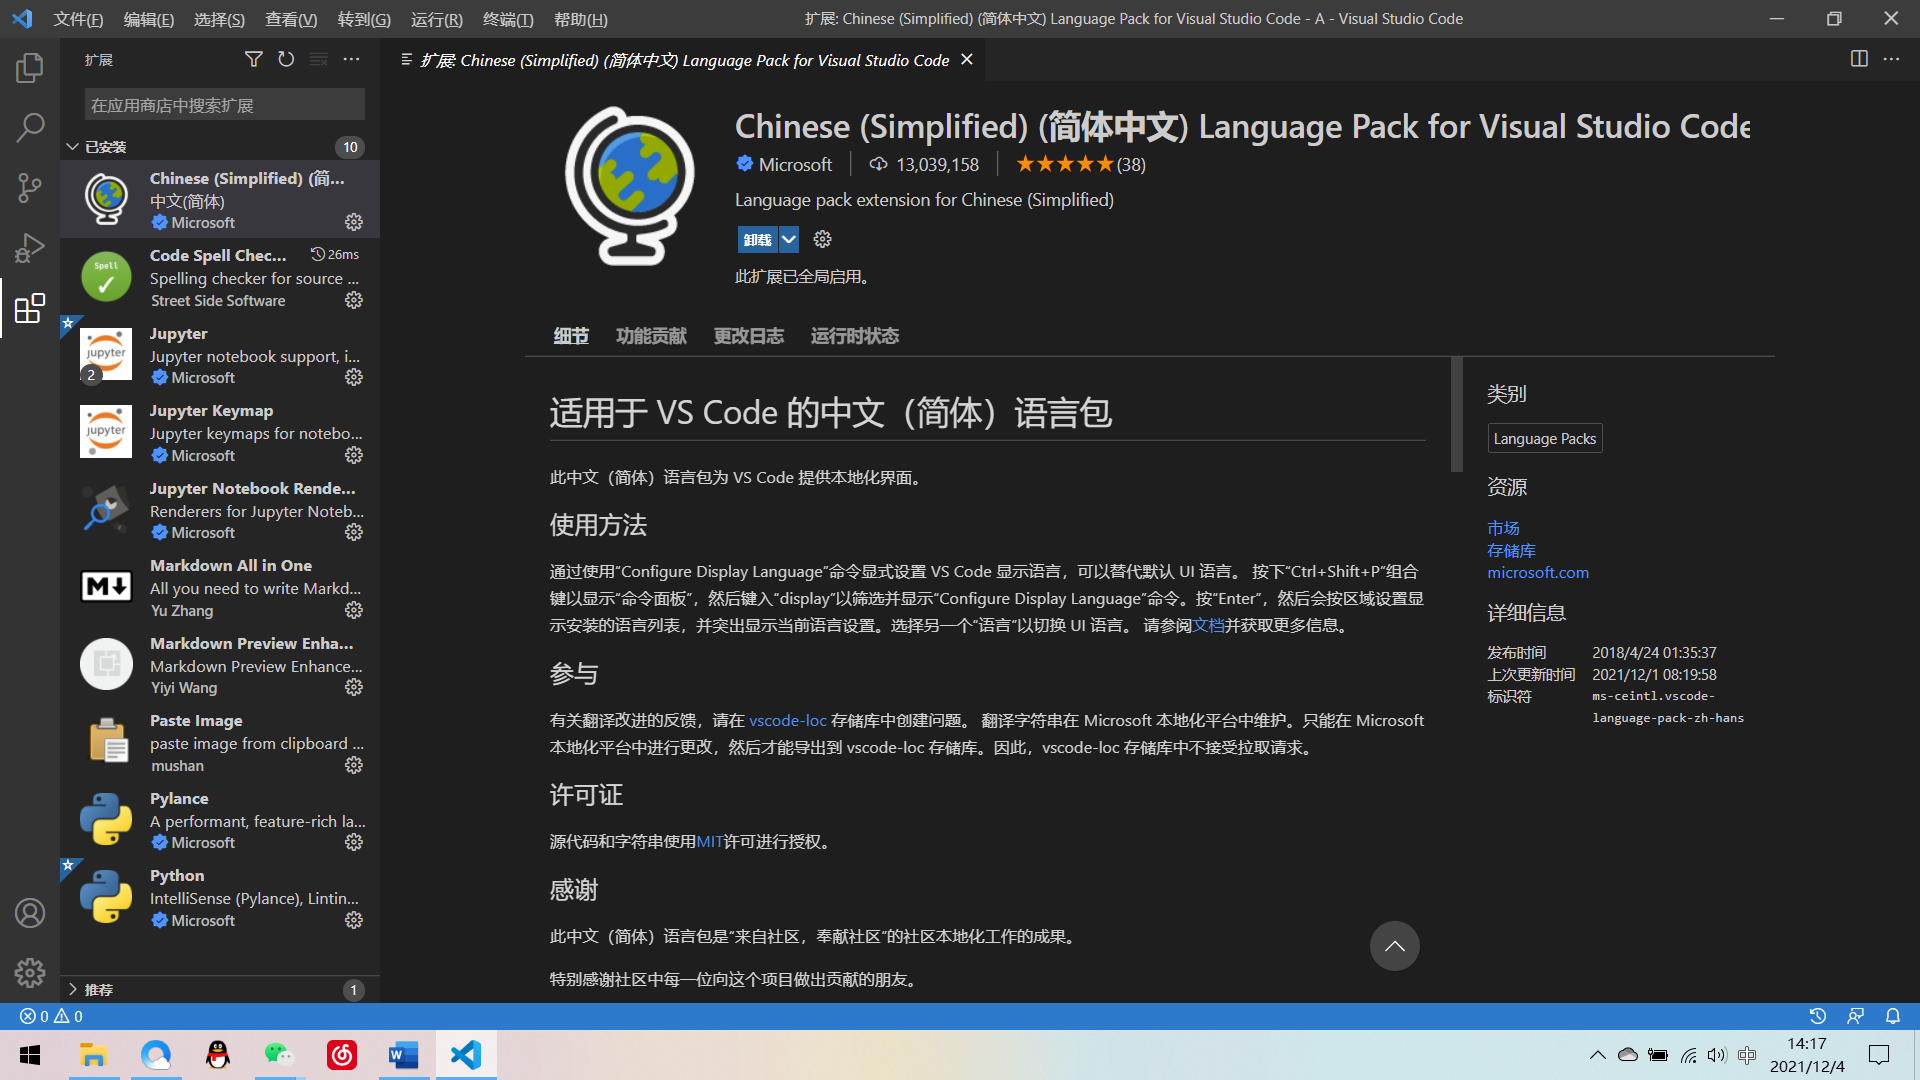 文件(F) 编辑(E) 选择(S) 查看(V) 转到(G) 运行(R) 终端(T) 帮助(H)
扩展: Chinese (Simplified) (简体中文) Language Pack for Visual Studio Code - A - Visual Studio Code
扩展
在应用商店中搜索扩展
已安装 10
Chinese (Simplified) (简...
中文(简体)
Microsoft
Code Spell Chec... 26ms
Spelling checker for source ...
Street Side Software
Spell
Jupyter
Jupyter notebook support, i...
Microsoft
jupyter
2
Jupyter Keymap
Jupyter keymaps for notebo...
Microsoft
jupyter
Jupyter Notebook Rende...
Renderers for Jupyter Noteb...
Microsoft
Markdown All in One
All you need to write Markd...
Yu Zhang
M
Markdown Preview Enha...
Markdown Preview Enhance...
Yiyi Wang
Paste Image
paste image from clipboard ...
mushan
Pylance
A performant, feature-rich la...
Microsoft
Python
IntelliSense (Pylance), Lintin...
Microsoft
推荐 1
扩展: Chinese (Simplified) (简体中文) Language Pack for Visual Studio Code
Chinese (Simplified) (简体中文) Language Pack for Visual Studio Code
Microsoft 13,039,158 (38)
Language pack extension for Chinese (Simplified)
卸载
此扩展已全局启用。
细节 功能贡献 更改日志 运行时状态
适用于 VS Code 的中文（简体）语言包
此中文（简体）语言包为 VS Code 提供本地化界面。
使用方法
通过使用“Configure Display Language”命令显式设置 VS Code 显示语言，可以替代默认 UI 语言。 按下“Ctrl+Shift+P”组合
键以显示“命令面板”，然后键入“display”以筛选并显示“Configure Display Language”命令。按“Enter”，然后会按区域设置显
示安装的语言列表，并突出显示当前语言设置。选择另一个“语言”以切换 UI 语言。 请参阅文档并获取更多信息。
参与
有关翻译改进的反馈，请在 vscode-loc 存储库中创建问题。 翻译字符串在 Microsoft 本地化平台中维护。只能在 Microsoft
本地化平台中进行更改，然后才能导出到 vscode-loc 存储库。因此，vscode-loc 存储库中不接受拉取请求。
许可证
源代码和字符串使用MIT许可进行授权。
感谢
此中文（简体）语言包是“来自社区，奉献社区”的社区本地化工作的成果。
特别感谢社区中每一位向这个项目做出贡献的朋友。
类别
Language Packs
资源
市场
存储库
microsoft.com
详细信息
发布时间 2018/4/24 01:35:37
上次更新时间 2021/12/1 08:19:58
标识符 ms-ceintl.vscode-
language-pack-zh-hans
0 0
W
中
14:17
2021/12/4